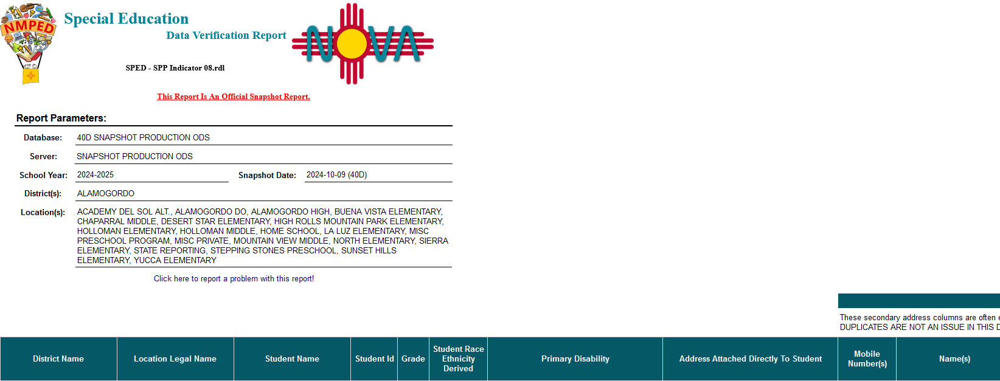 NMPED
Special Education
Data Verification Report
NOVA
SPED - SPP Indicator 08.rdl
This Report Is An Official Snapshot Report.
Report Parameters:
Database: 40D SNAPSHOT PRODUCTION ODS
Server: SNAPSHOT PRODUCTION ODS
School Year: 2024-2025 Snapshot Date: 2024-10-09 (40D)
District(s): ALAMOGORDO
Location(s): ACADEMY DEL SOL ALT., ALAMOGORDO DO, ALAMOGORDO HIGH, BUENA VISTA ELEMENTARY,
CHAPARRAL MIDDLE, DESERT STAR ELEMENTARY, HIGH ROLLS MOUNTAIN PARK ELEMENTARY,
HOLLOMAN ELEMENTARY, HOLLOMAN MIDDLE, HOME SCHOOL, LA LUZ ELEMENTARY, MISC
PRESCHOOL PROGRAM, MISC PRIVATE, MOUNTAIN VIEW MIDDLE, NORTH ELEMENTARY, SIERRA
ELEMENTARY, STATE REPORTING, STEPPING STONES PRESCHOOL, SUNSET HILLS
ELEMENTARY, YUCCA ELEMENTARY
Click here to report a problem with this report!
These secondary address columns are often
DUPLICATES ARE NOT AN ISSUE IN THIS
District Name
Location Legal Name
Student Name
Student Id
Grade
Student Race
Ethnicity
Derived
Primary Disability
Address Attached Directly To Student
Mobile
Number(s)
Name(s)